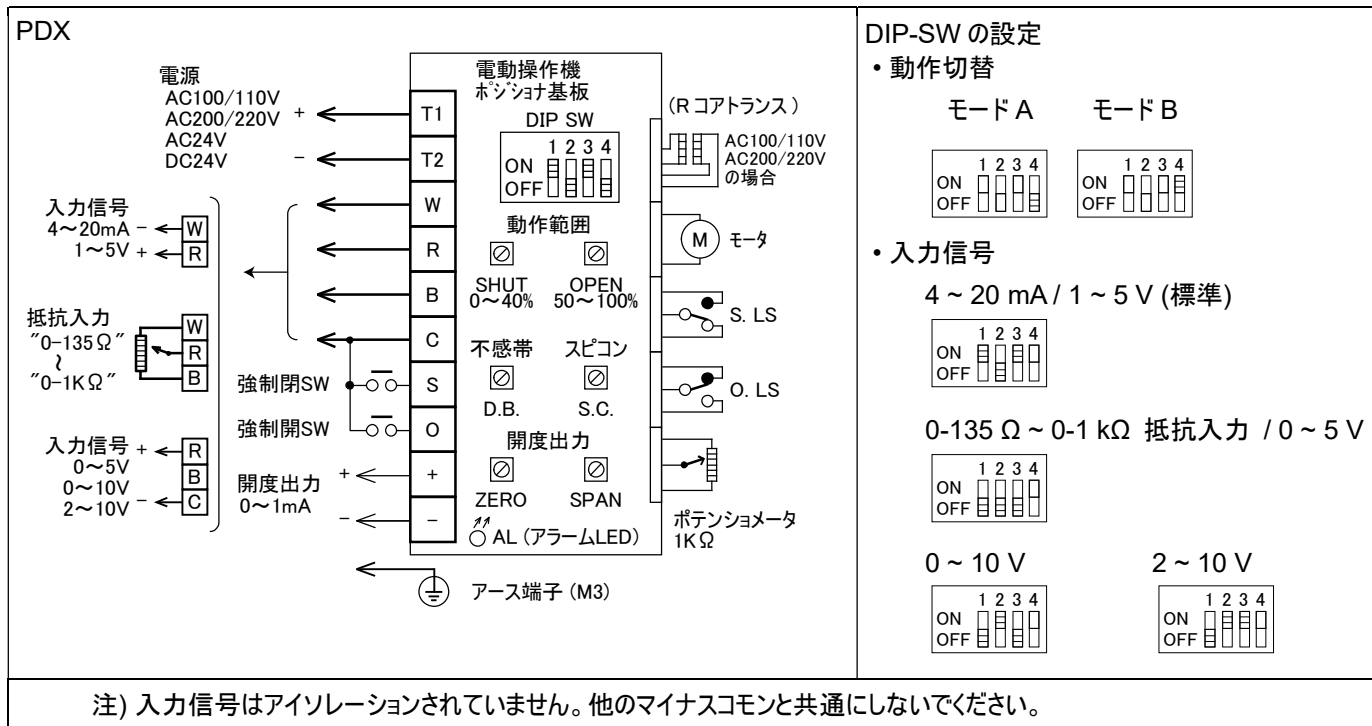 PDX
電源
AC100/110V
AC200/220V
AC24V
DC24V
+
−
入力信号
4〜20mA − W
1〜5V + R
抵抗入力
"0−135Ω"
〜
"0−1KΩ"
W
R
B
入力信号 + R
0〜5V
0〜10V B
2〜10V − C
強制閉SW
強制開SW
開度出力
0〜1mA
+
−
T1
T2
W
R
B
C
S
O
+
−
電動操作機
ポジショナ基板
DIP SW
1 2 3 4
ON
OFF
動作範囲
SHUT
0〜40%
OPEN
50〜100%
不感帯 スピコン
D.B. S.C.
開度出力
ZERO SPAN
AL (アラームLED)
アース端子 (M3)
(R コアトランス)
AC100/110V
AC200/220V
の場合
M モータ
S. LS
O. LS
ポテンショメータ
1KΩ
DIP-SW の設定
・動作切替
モード A モード B
1 2 3 4
ON
OFF
1 2 3 4
ON
OFF
・入力信号
4 ~ 20 mA / 1 ~ 5 V (標準)
1 2 3 4
ON
OFF
0-135 Ω ~ 0-1 kΩ 抵抗入力 / 0 ~ 5 V
1 2 3 4
ON
OFF
0 ~ 10 V 2 ~ 10 V
1 2 3 4
ON
OFF
1 2 3 4
ON
OFF
注) 入力信号はアイソレーションされていません。他のマイナスコモンと共通にしないでください。